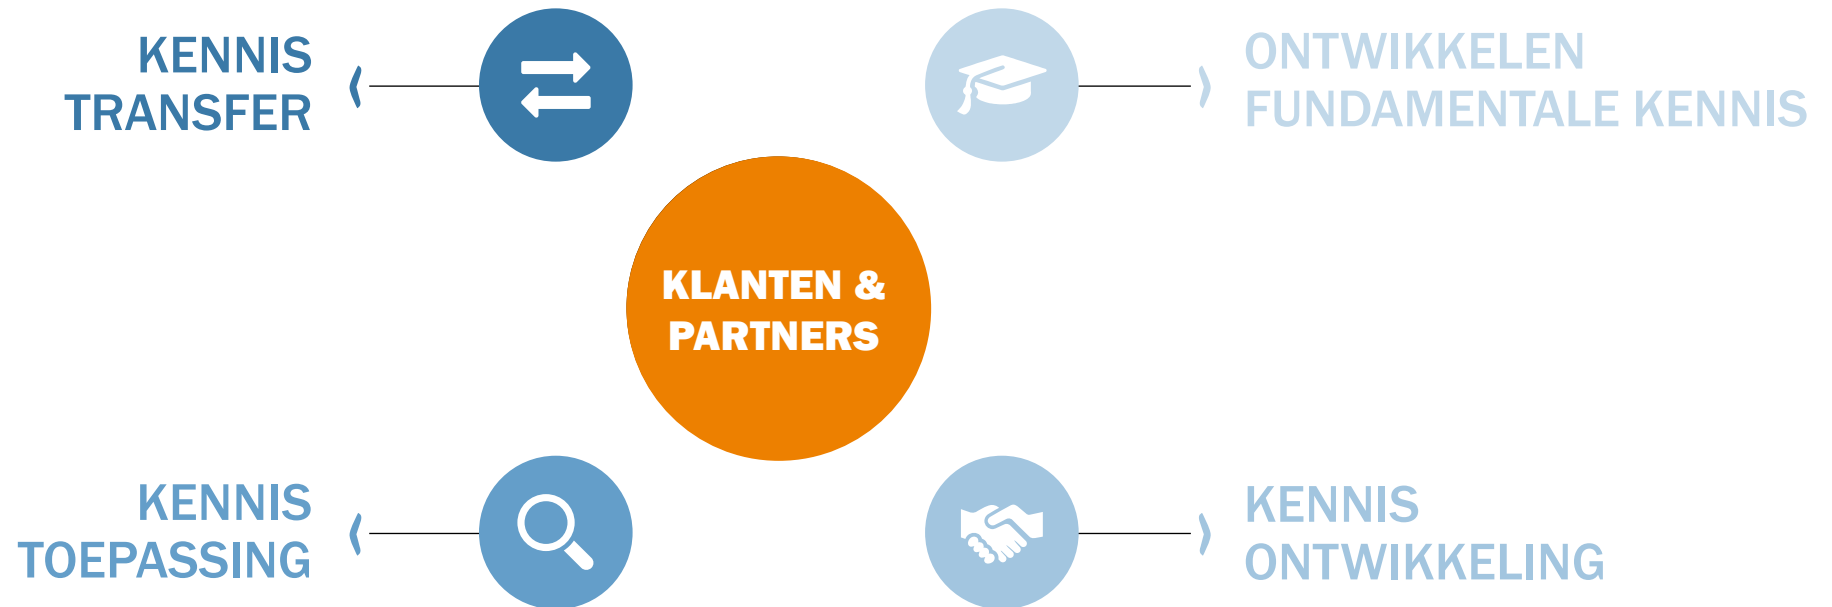 KENNIS
TRANSFER
ONTWIKKELEN
FUNDAMENTALE KENNIS
KLANTEN &
PARTNERS
KENNIS
TOEPASSING
KENNIS
ONTWIKKELING